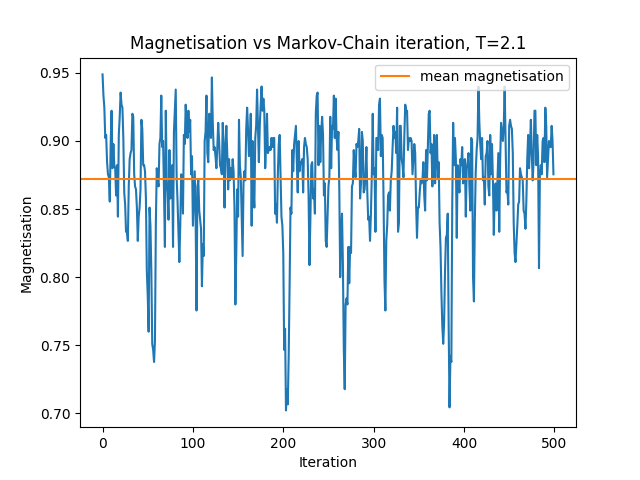 Magnetisation vs Markov-Chain iteration, T=2.1
mean magnetisation
0.95
0.90
0.85
0.80
0.75
0.70
Magnetisation
0 100 200 300 400 500
Iteration